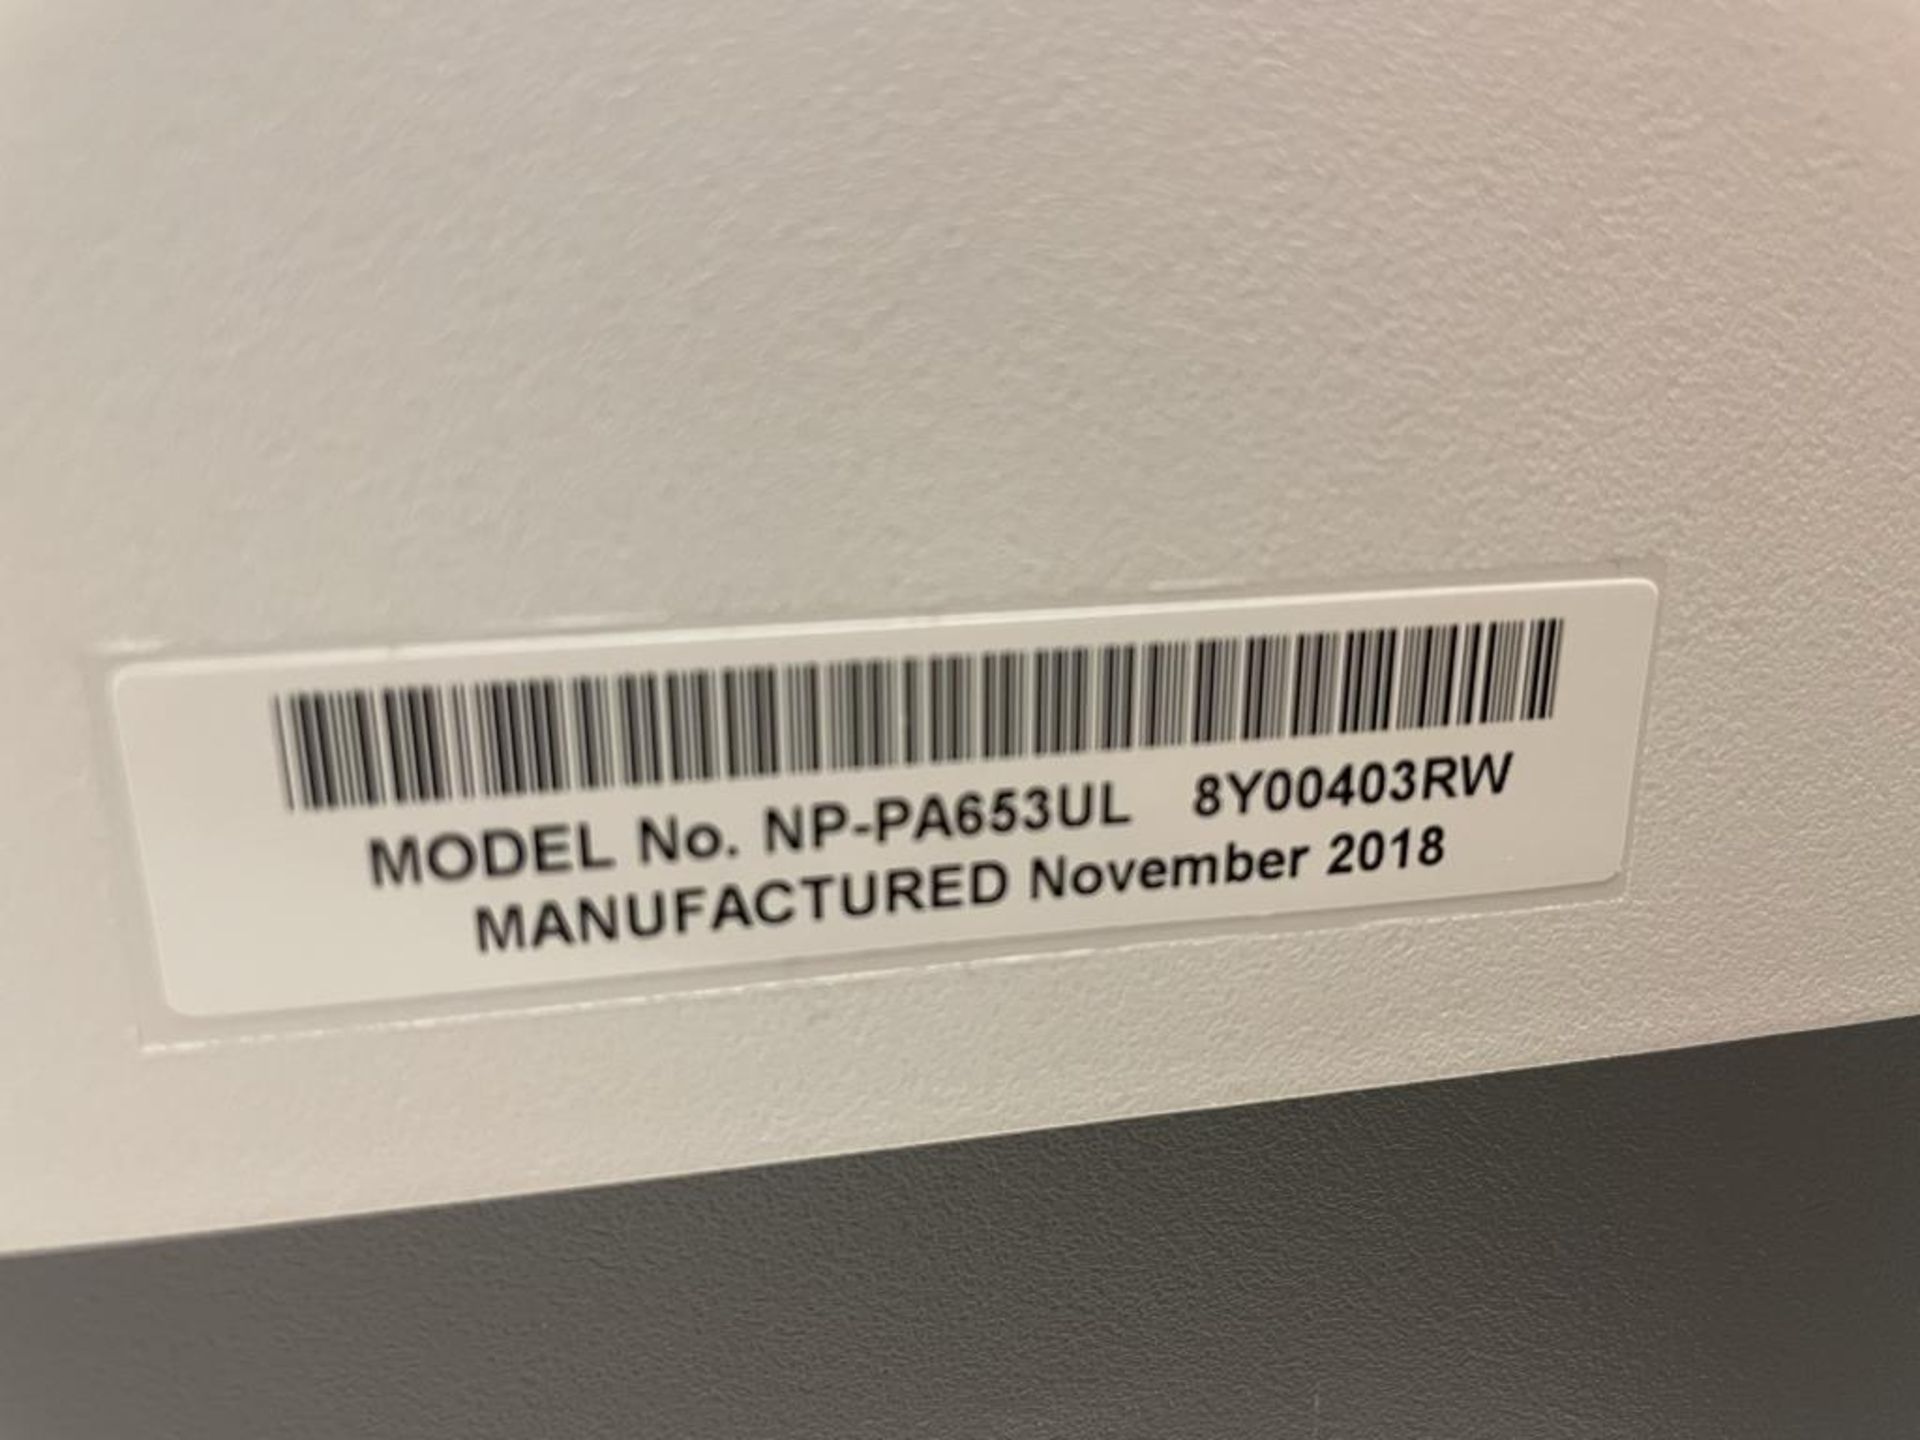 MODEL No. NP-PA653UL 8Y00403RW
MANUFACTURED November 2018